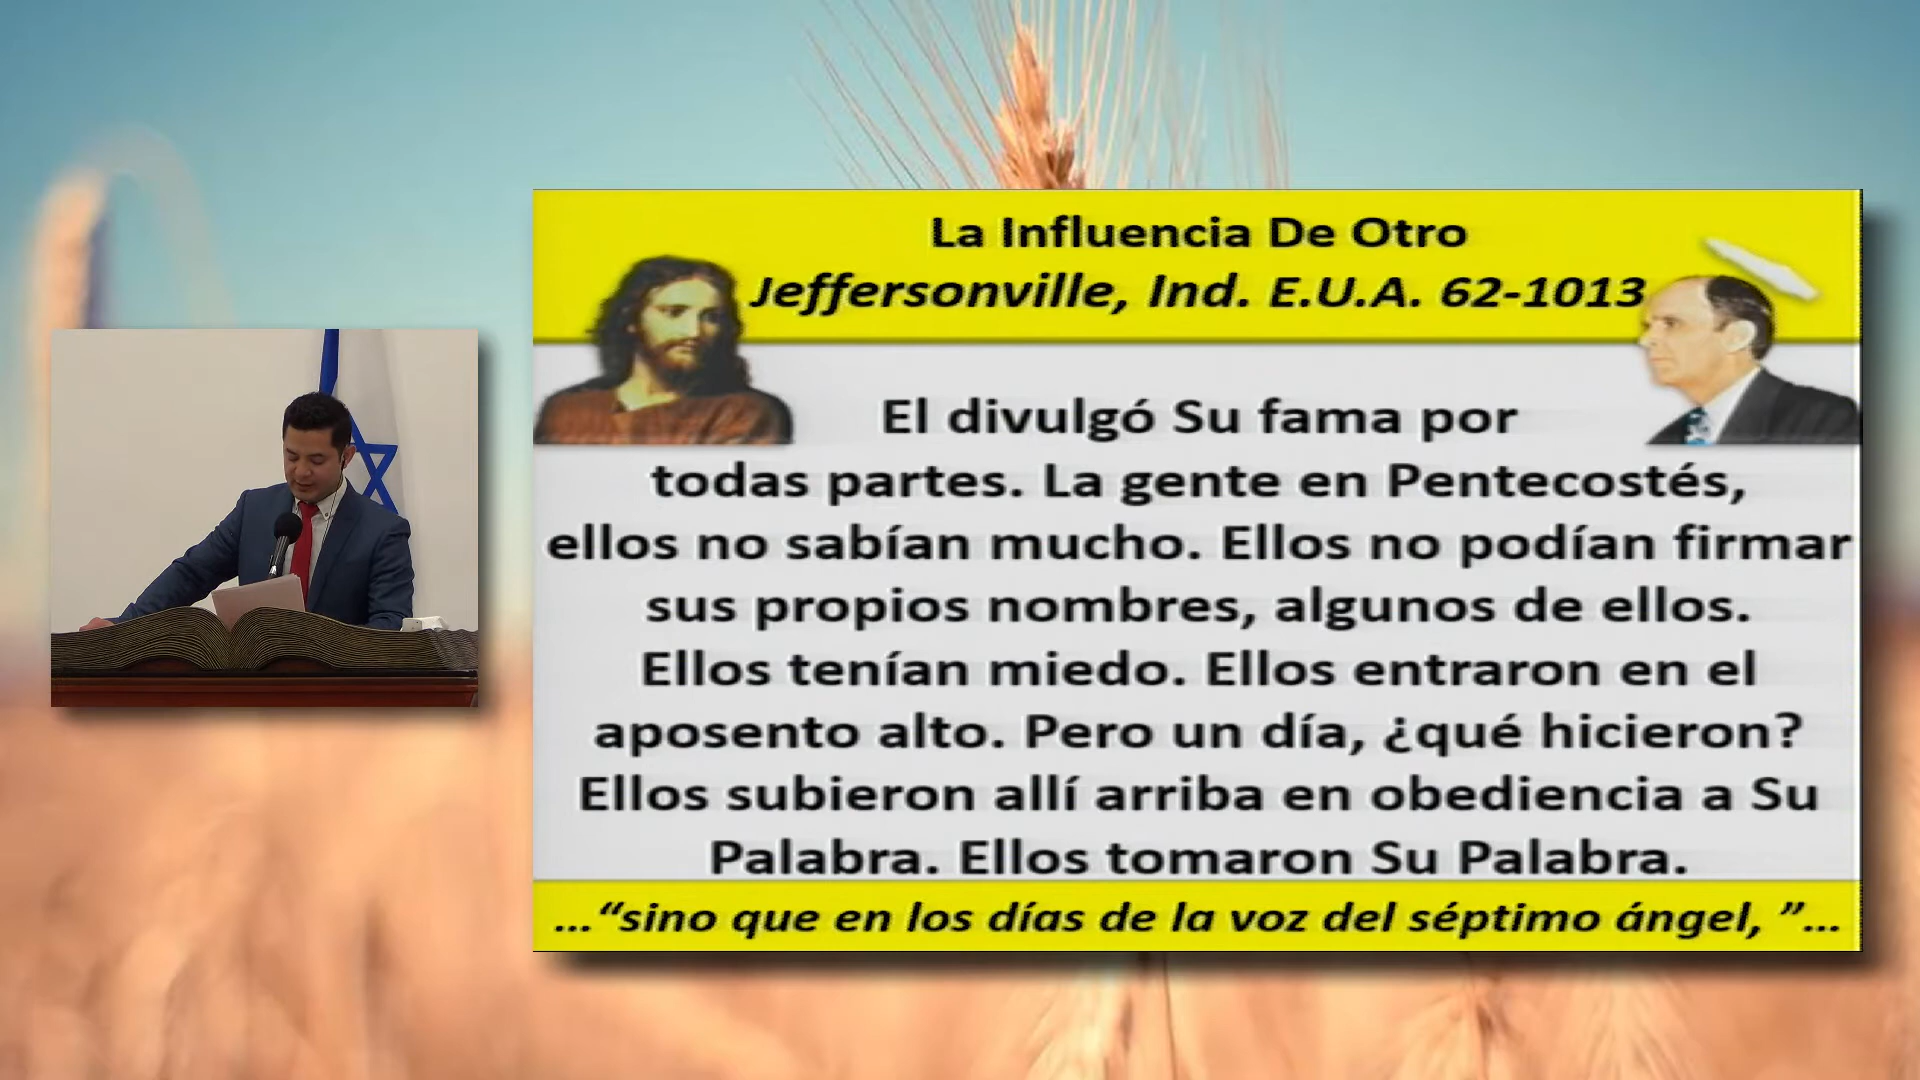 La Influencia De Otro
Jeffersonville, Ind. E.U.A. 62-1013
El divulgó Su fama por
todas partes. La gente en Pentecostés,
ellos no sabían mucho. Ellos no podían firmar
sus propios nombres, algunos de ellos.
Ellos tenían miedo. Ellos entraron en el
aposento alto. Pero un día, ¿qué hicieron?
Ellos subieron allí arriba en obediencia a Su
Palabra. Ellos tomaron Su Palabra.
...“sino que en los días de la voz del séptimo ángel, ”...